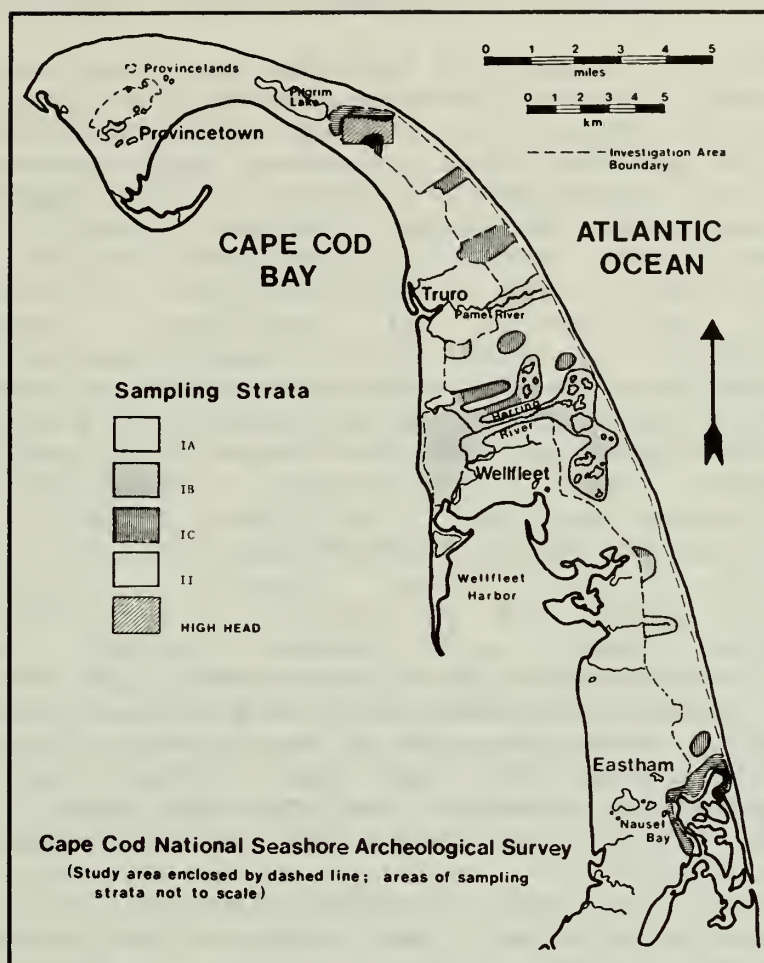 0 1 2 3 4 5
miles
0 1 2 3 4 5
km
Investigation Area
Boundary
Provincelands
Pilgrim
Lake
Provincetown
CAPE COD
BAY
ATLANTIC
OCEAN
Truro
Pamet River
Sampling Strata
IA
IB
IC
II
HIGH HEAD
Herring
River
Wellfleet
Wellfleet
Harbor
Eastham
Nauset
Bay
Cape Cod National Seashore Archeological Survey
(Study area enclosed by dashed line; areas of sampling
strata not to scale)